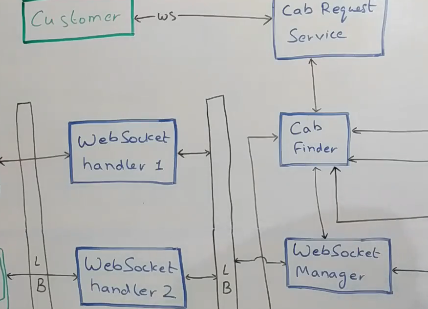 Customer
WS
Cab Request
Service
Cab
Finder
WebSocket
handler 1
WebSocket
handler 2
L
B
L
B
WebSocket
Manager